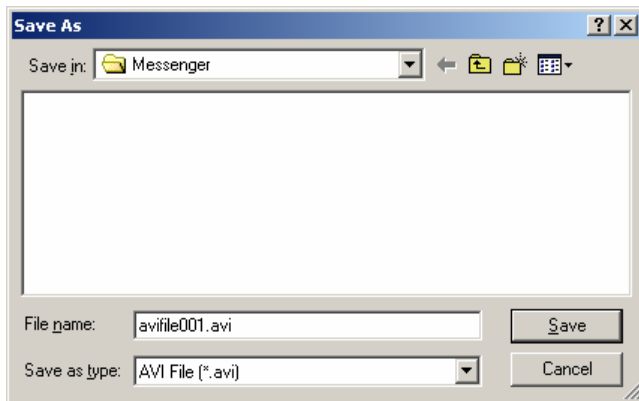 Save As
Save in: Messenger
File name: avifile001.avi
Save
Save as type: AVI File (*.avi)
Cancel